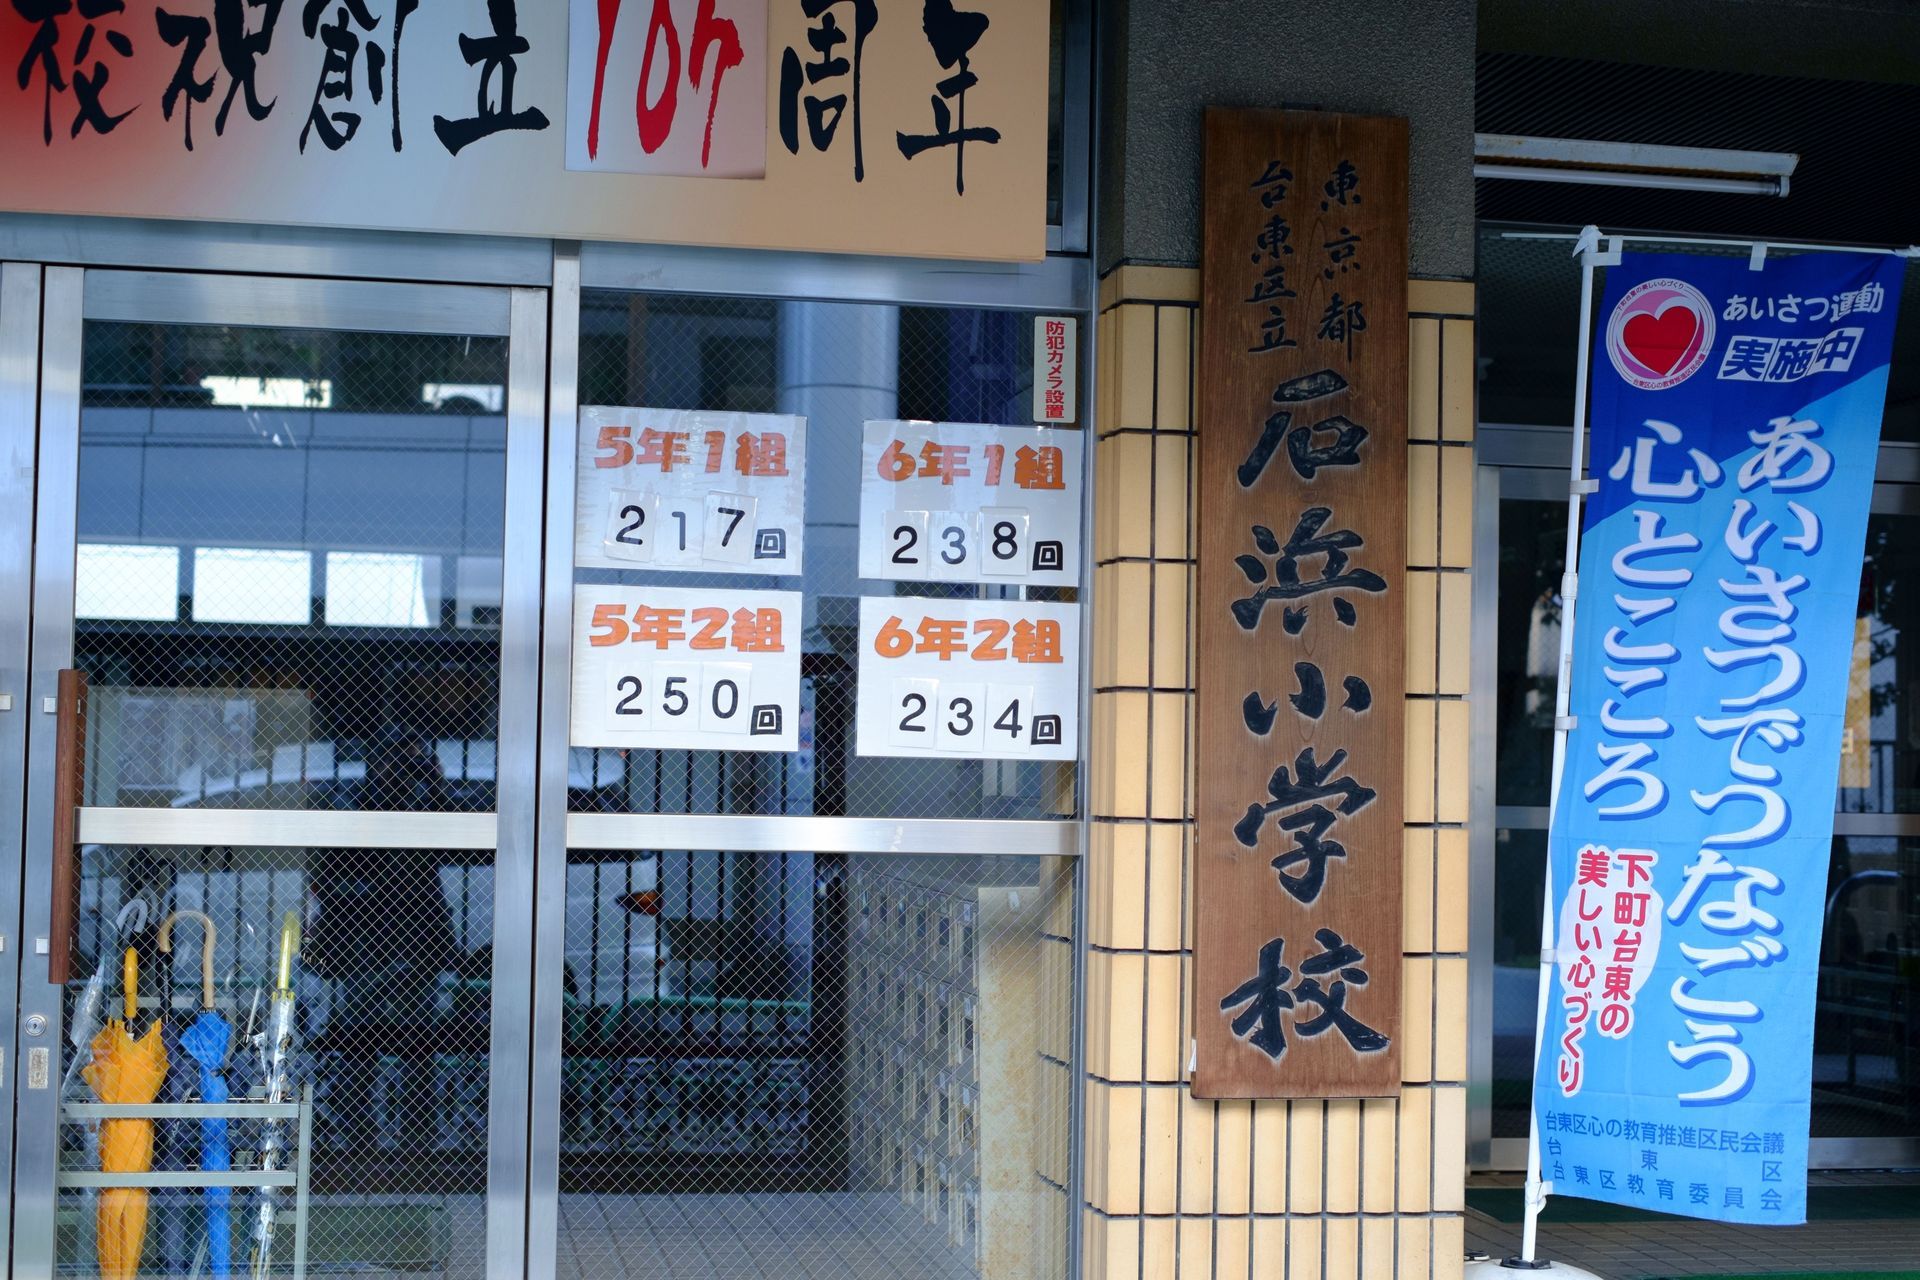 校祝創立107周年
防犯カメラ設置
5年1組
217回
6年1組
238回
5年2組
250回
6年2組
234回
東京都
台東区立
石浜小学校
あいさつ運動
実施中
あいさつでつなごう
心とこころ
下町台東の
美しい心づくり
台東区心の教育推進区民会議
台東区
台東区教育委員会